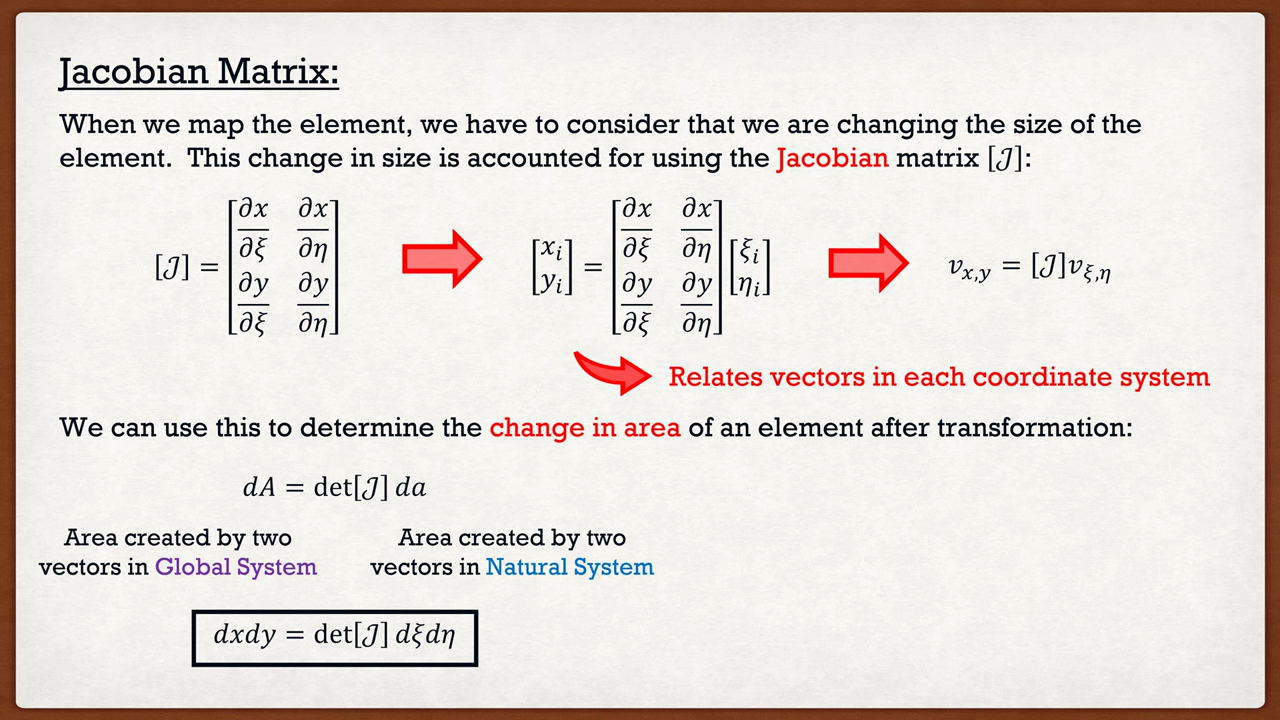 Jacobian Matrix:
When we map the element, we have to consider that we are changing the size of the
element. This change in size is accounted for using the Jacobian matrix [𝒥]:
[𝒥] = [∂x/∂ξ ∂x/∂η; ∂y/∂ξ ∂y/∂η]
[x_i; y_i] = [∂x/∂ξ ∂x/∂η; ∂y/∂ξ ∂y/∂η] [ξ_i; η_i]
v_{x,y} = [𝒥]v_{ξ,η}
Relates vectors in each coordinate system
We can use this to determine the change in area of an element after transformation:
dA = det[𝒥] da
Area created by two
vectors in Global System
Area created by two
vectors in Natural System
dxdy = det[𝒥] dξdη